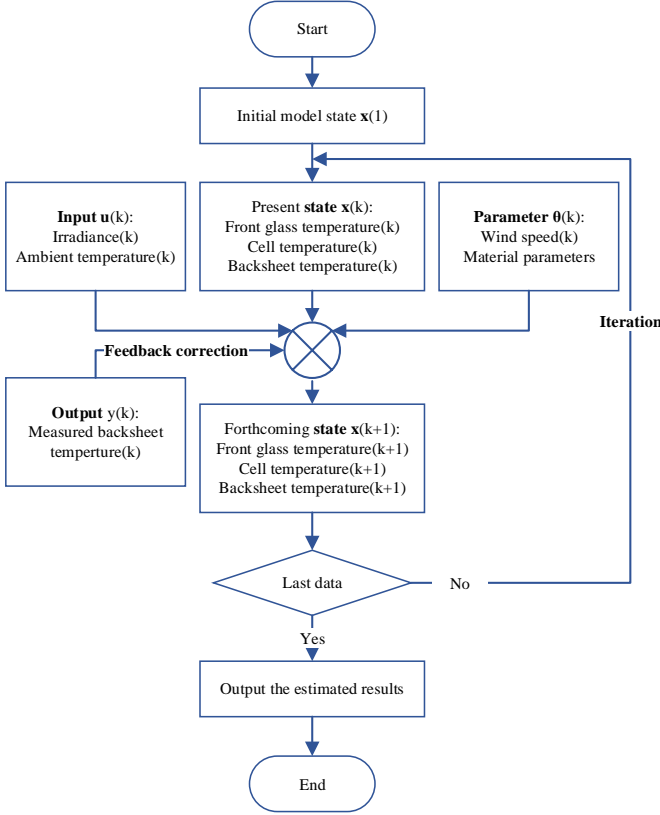 Start
Initial model state x(1)
Input u(k):
Irradiance(k)
Ambient temperature(k)
Present state x(k):
Front glass temperature(k)
Cell temperature(k)
Backsheet temperature(k)
Parameter θ(k):
Wind speed(k)
Material parameters
Iteration
Feedback correction
Output y(k):
Measured backsheet
temperture(k)
Forthcoming state x(k+1):
Front glass temperature(k+1)
Cell temperature(k+1)
Backsheet temperature(k+1)
Last data
No
Yes
Output the estimated results
End